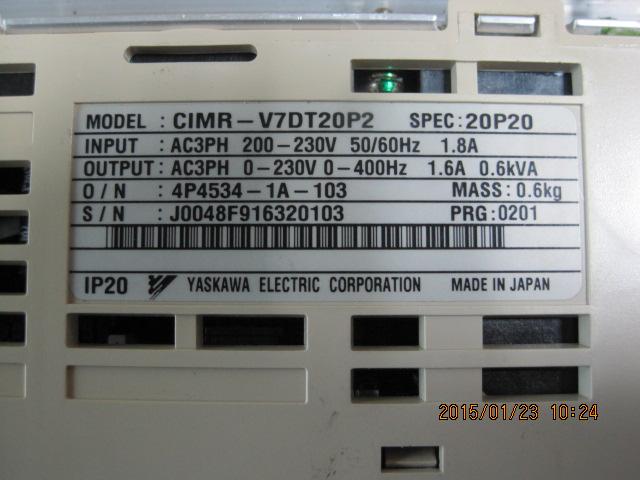 MODEL : CIMR-V7DT20P2 SPEC: 20P20
INPUT : AC3PH 200-230V 50/60Hz 1.8A
OUTPUT : AC3PH 0-230V 0-400Hz 1.6A 0.6kVA
O / N : 4P4534-1A-103 MASS: 0.6kg
S / N : J0048F916320103 PRG: 0201
IP20 YASKAWA ELECTRIC CORPORATION MADE IN JAPAN
2015/01/23 10:24